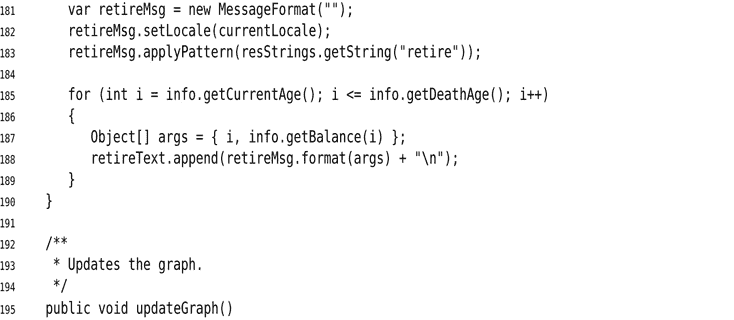 181       var retireMsg = new MessageFormat("");
182       retireMsg.setLocale(currentLocale);
183       retireMsg.applyPattern(resStrings.getString("retire"));
184
185       for (int i = info.getCurrentAge(); i <= info.getDeathAge(); i++)
186       {
187          Object[] args = { i, info.getBalance(i) };
188          retireText.append(retireMsg.format(args) + "\n");
189       }
190    }
191
192    /**
193     * Updates the graph.
194     */
195    public void updateGraph()